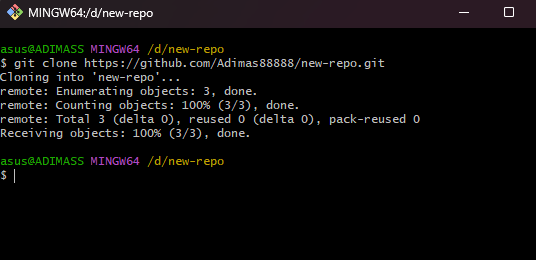 MINGW64:/d/new-repo
asus@ADIMASS MINGW64 /d/new-repo
$ git clone https://github.com/Adimas88888/new-repo.git
Cloning into 'new-repo'...
remote: Enumerating objects: 3, done.
remote: Counting objects: 100% (3/3), done.
remote: Total 3 (delta 0), reused 0 (delta 0), pack-reused 0
Receiving objects: 100% (3/3), done.
asus@ADIMASS MINGW64 /d/new-repo
$